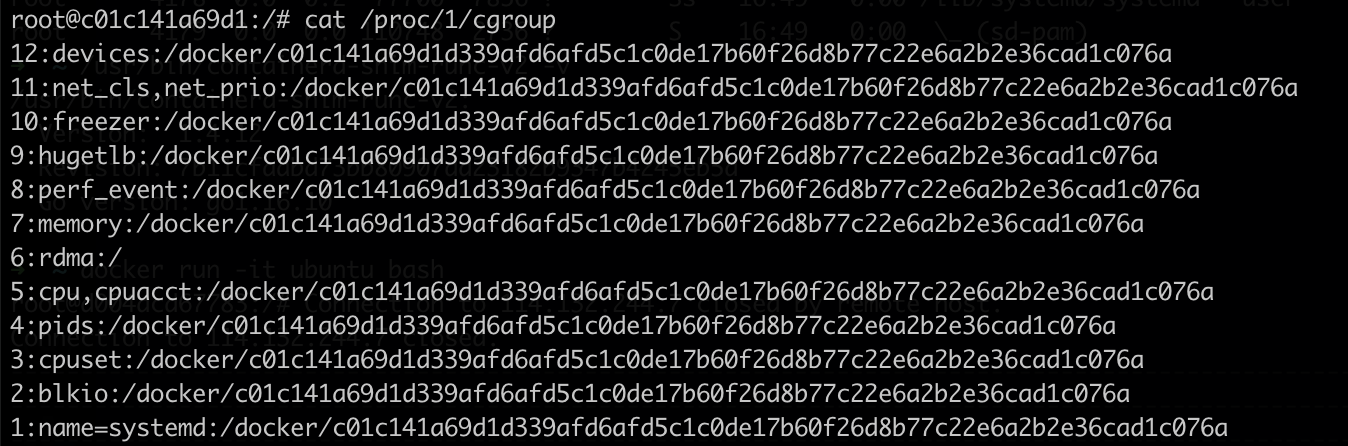 root@c01c141a69d1:/# cat /proc/1/cgroup
12:devices:/docker/c01c141a69d1d339afd6afd5c1c0de17b60f26d8b77c22e6a2b2e36cad1c076a
11:net_cls,net_prio:/docker/c01c141a69d1d339afd6afd5c1c0de17b60f26d8b77c22e6a2b2e36cad1c076a
10:freezer:/docker/c01c141a69d1d339afd6afd5c1c0de17b60f26d8b77c22e6a2b2e36cad1c076a
9:hugetlb:/docker/c01c141a69d1d339afd6afd5c1c0de17b60f26d8b77c22e6a2b2e36cad1c076a
8:perf_event:/docker/c01c141a69d1d339afd6afd5c1c0de17b60f26d8b77c22e6a2b2e36cad1c076a
7:memory:/docker/c01c141a69d1d339afd6afd5c1c0de17b60f26d8b77c22e6a2b2e36cad1c076a
6:rdma:/
5:cpu,cpuacct:/docker/c01c141a69d1d339afd6afd5c1c0de17b60f26d8b77c22e6a2b2e36cad1c076a
4:pids:/docker/c01c141a69d1d339afd6afd5c1c0de17b60f26d8b77c22e6a2b2e36cad1c076a
3:cpuset:/docker/c01c141a69d1d339afd6afd5c1c0de17b60f26d8b77c22e6a2b2e36cad1c076a
2:blkio:/docker/c01c141a69d1d339afd6afd5c1c0de17b60f26d8b77c22e6a2b2e36cad1c076a
1:name=systemd:/docker/c01c141a69d1d339afd6afd5c1c0de17b60f26d8b77c22e6a2b2e36cad1c076a